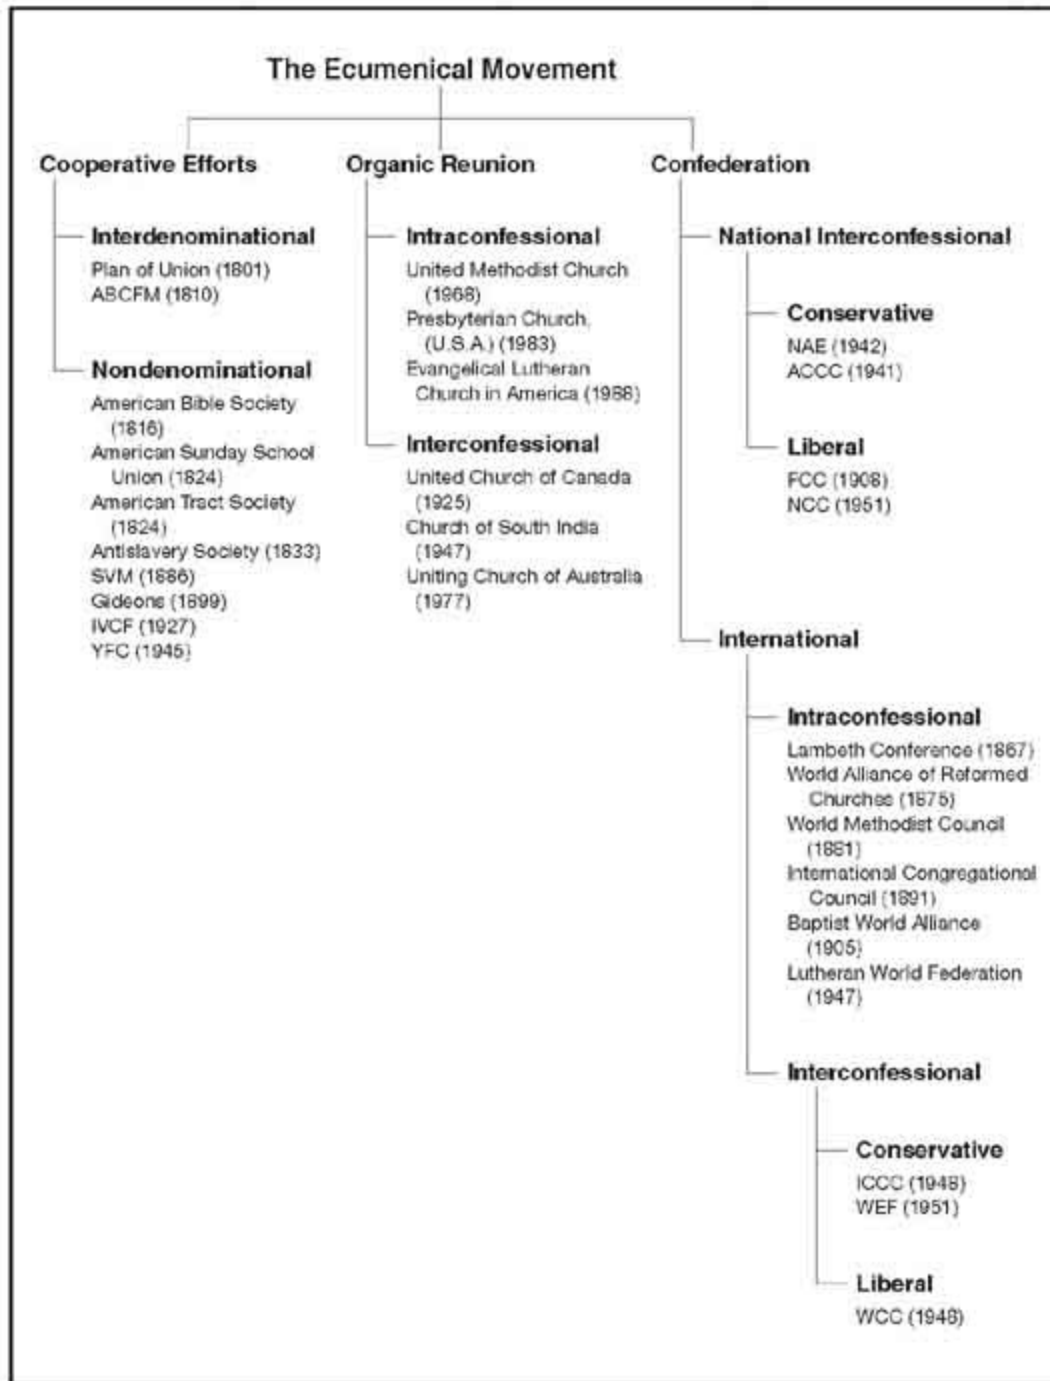 The Ecumenical Movement
Cooperative Efforts
Interdenominational
Plan of Union (1801)
ABCFM (1810)
Nondenominational
American Bible Society
(1816)
American Sunday School
Union (1824)
American Tract Society
(1824)
Antislavery Society (1833)
SVM (1886)
Gideons (1899)
IVCF (1927)
YFC (1945)
Organic Reunion
Intraconfessional
United Methodist Church
(1968)
Presbyterian Church,
(U.S.A.) (1983)
Evangelical Lutheran
Church in America (1988)
Interconfessional
United Church of Canada
(1925)
Church of South India
(1947)
Uniting Church of Australia
(1977)
Confederation
National Interconfessional
Conservative
NAE (1942)
ACCC (1941)
Liberal
FCC (1908)
NCC (1951)
International
Intraconfessional
Lambeth Conference (1867)
World Alliance of Reformed
Churches (1875)
World Methodist Council
(1881)
International Congregational
Council (1891)
Baptist World Alliance
(1905)
Lutheran World Federation
(1947)
Interconfessional
Conservative
ICCC (1948)
WEF (1951)
Liberal
WCC (1948)